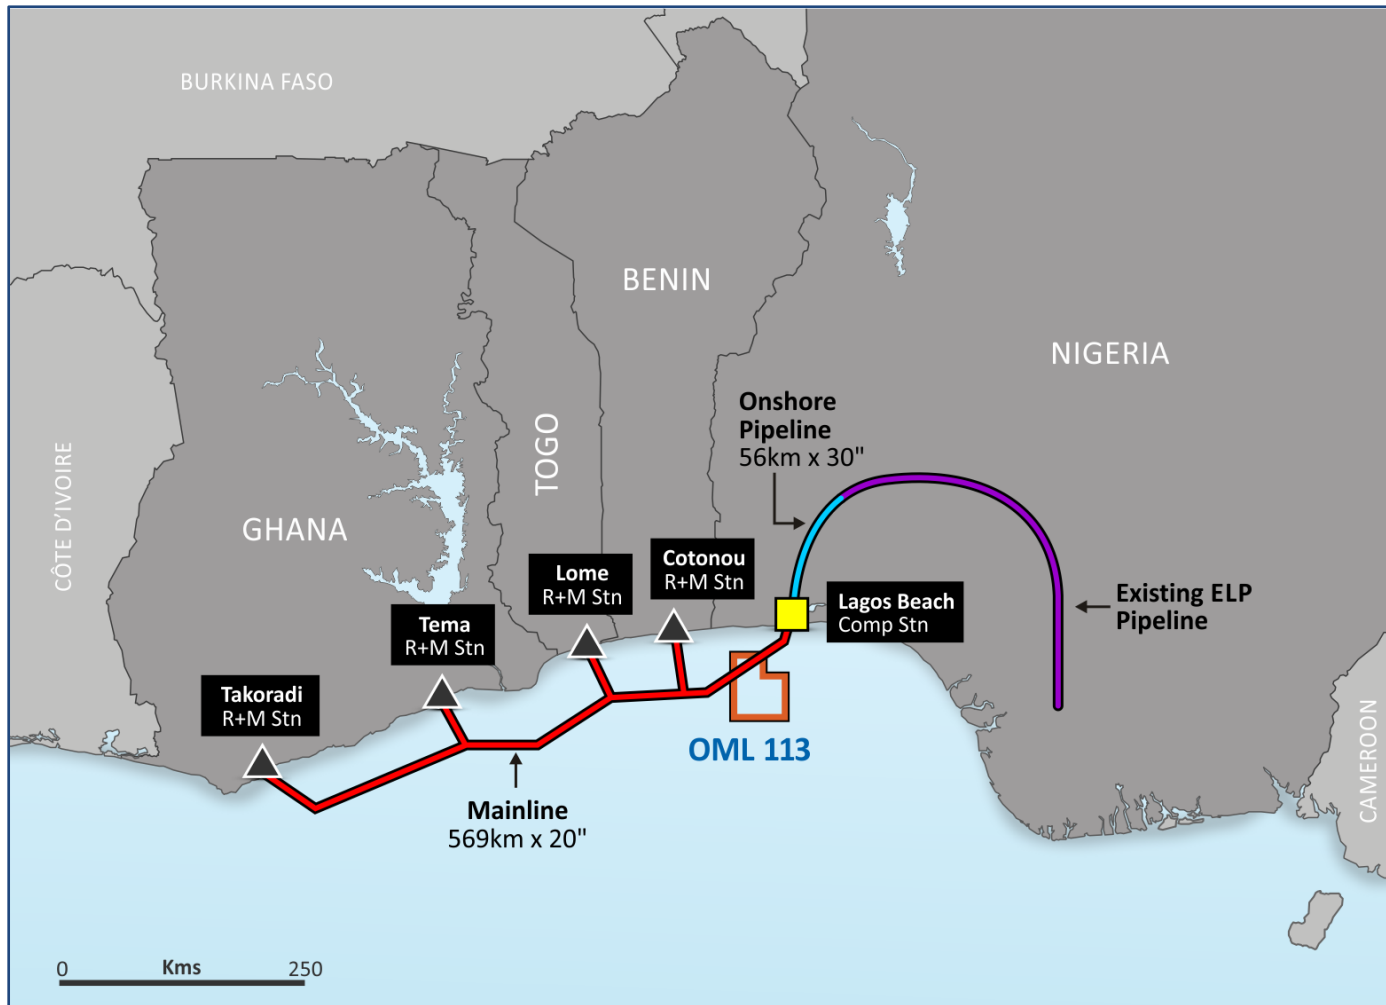 BURKINA FASO
BENIN
NIGERIA
Onshore
Pipeline
56km x 30"
CÔTE D'IVOIRE
GHANA
TOGO
Cotonou
R+M Stn
Lome
R+M Stn
Tema
R+M Stn
Takoradi
R+M Stn
Lagos Beach
Comp Stn
Existing ELP
Pipeline
OML 113
Mainline
569km x 20"
CAMEROON
0 Kms 250